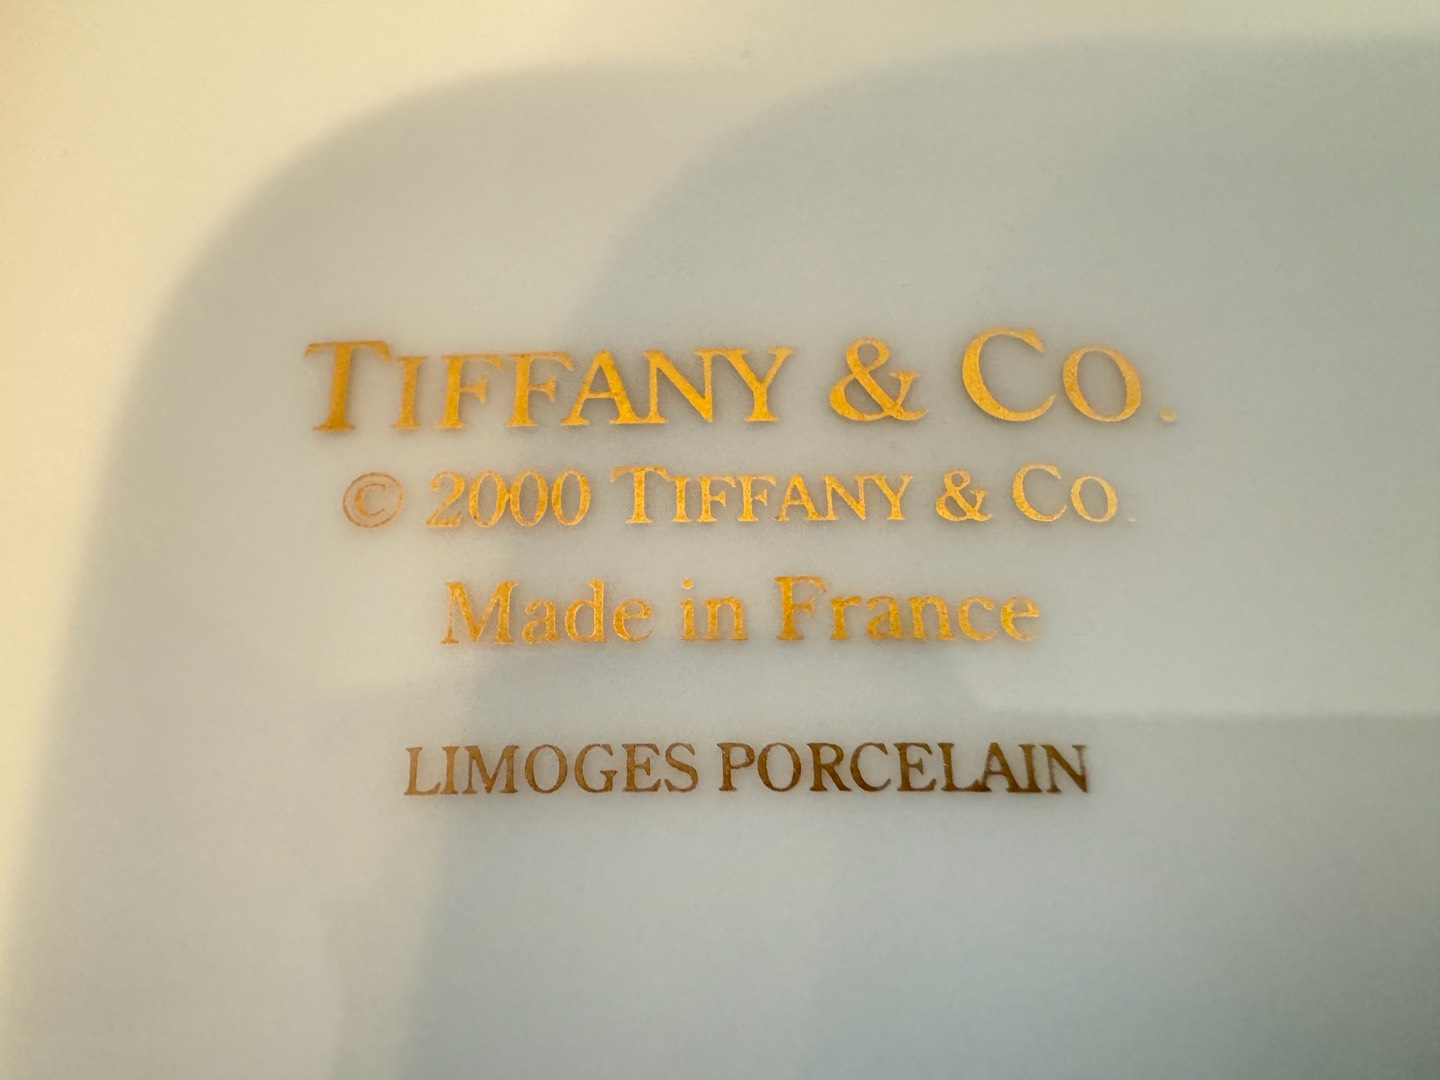 TIFFANY & CO.
© 2000 TIFFANY & CO.
Made in France
LIMOGES PORCELAIN